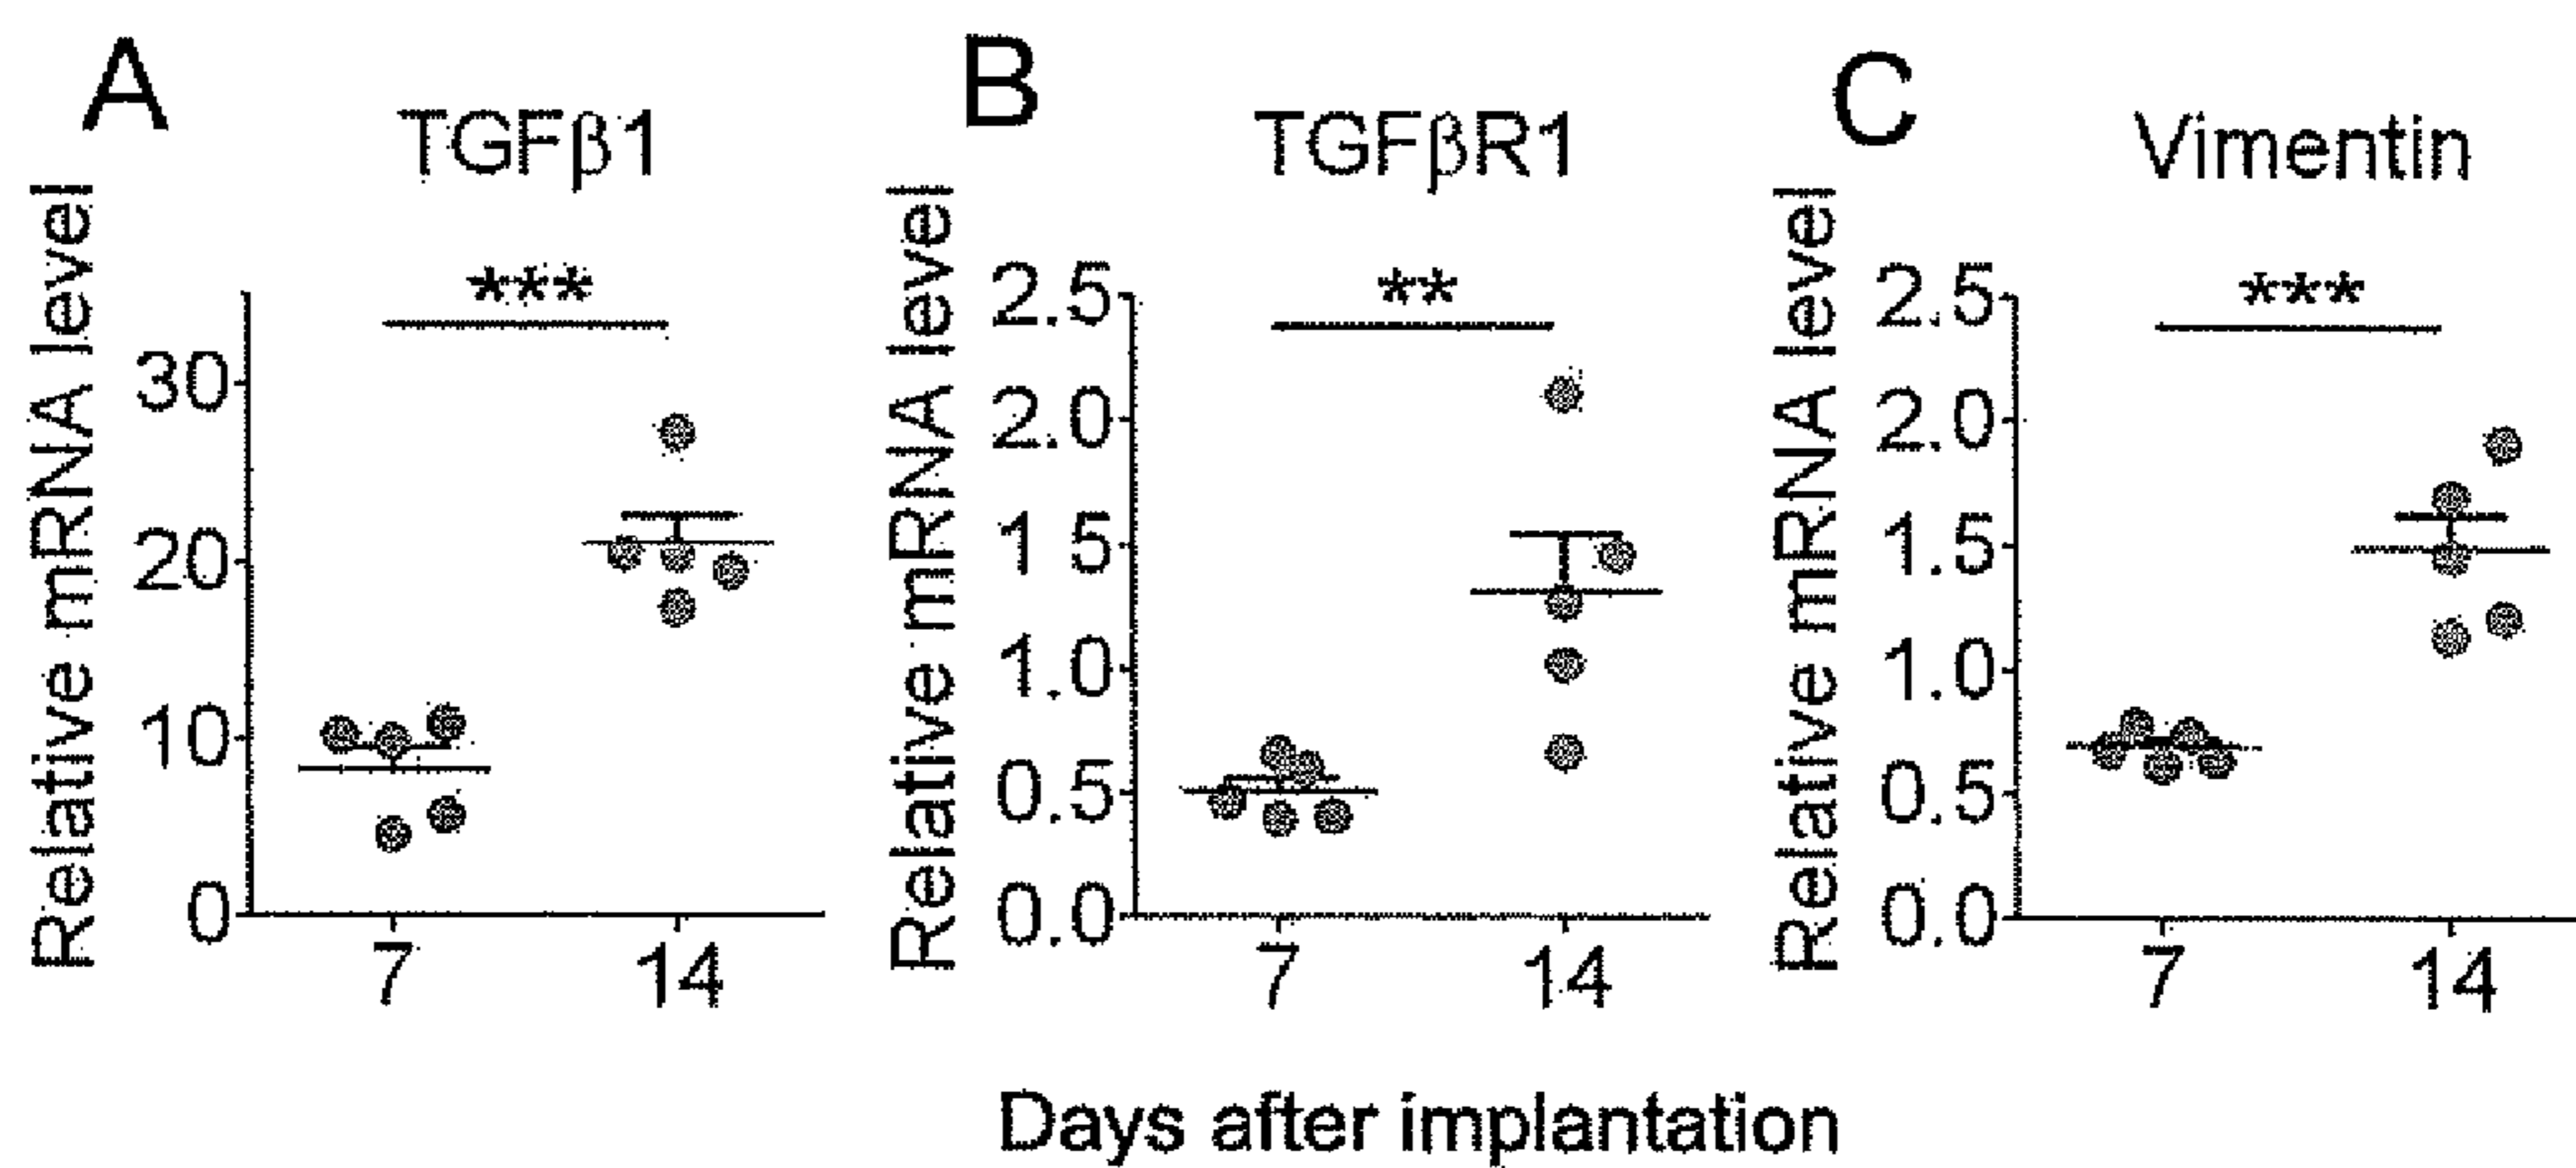 A
TGFβ1
Relative mRNA level
***
30
20
10
0
7
14
B
TGFβR1
Relative mRNA level
**
2.5
2.0
1.5
1.0
0.5
0.0
7
14
C
Vimentin
Relative mRNA level
***
2.5
2.0
1.5
1.0
0.5
0.0
7
14
Days after implantation